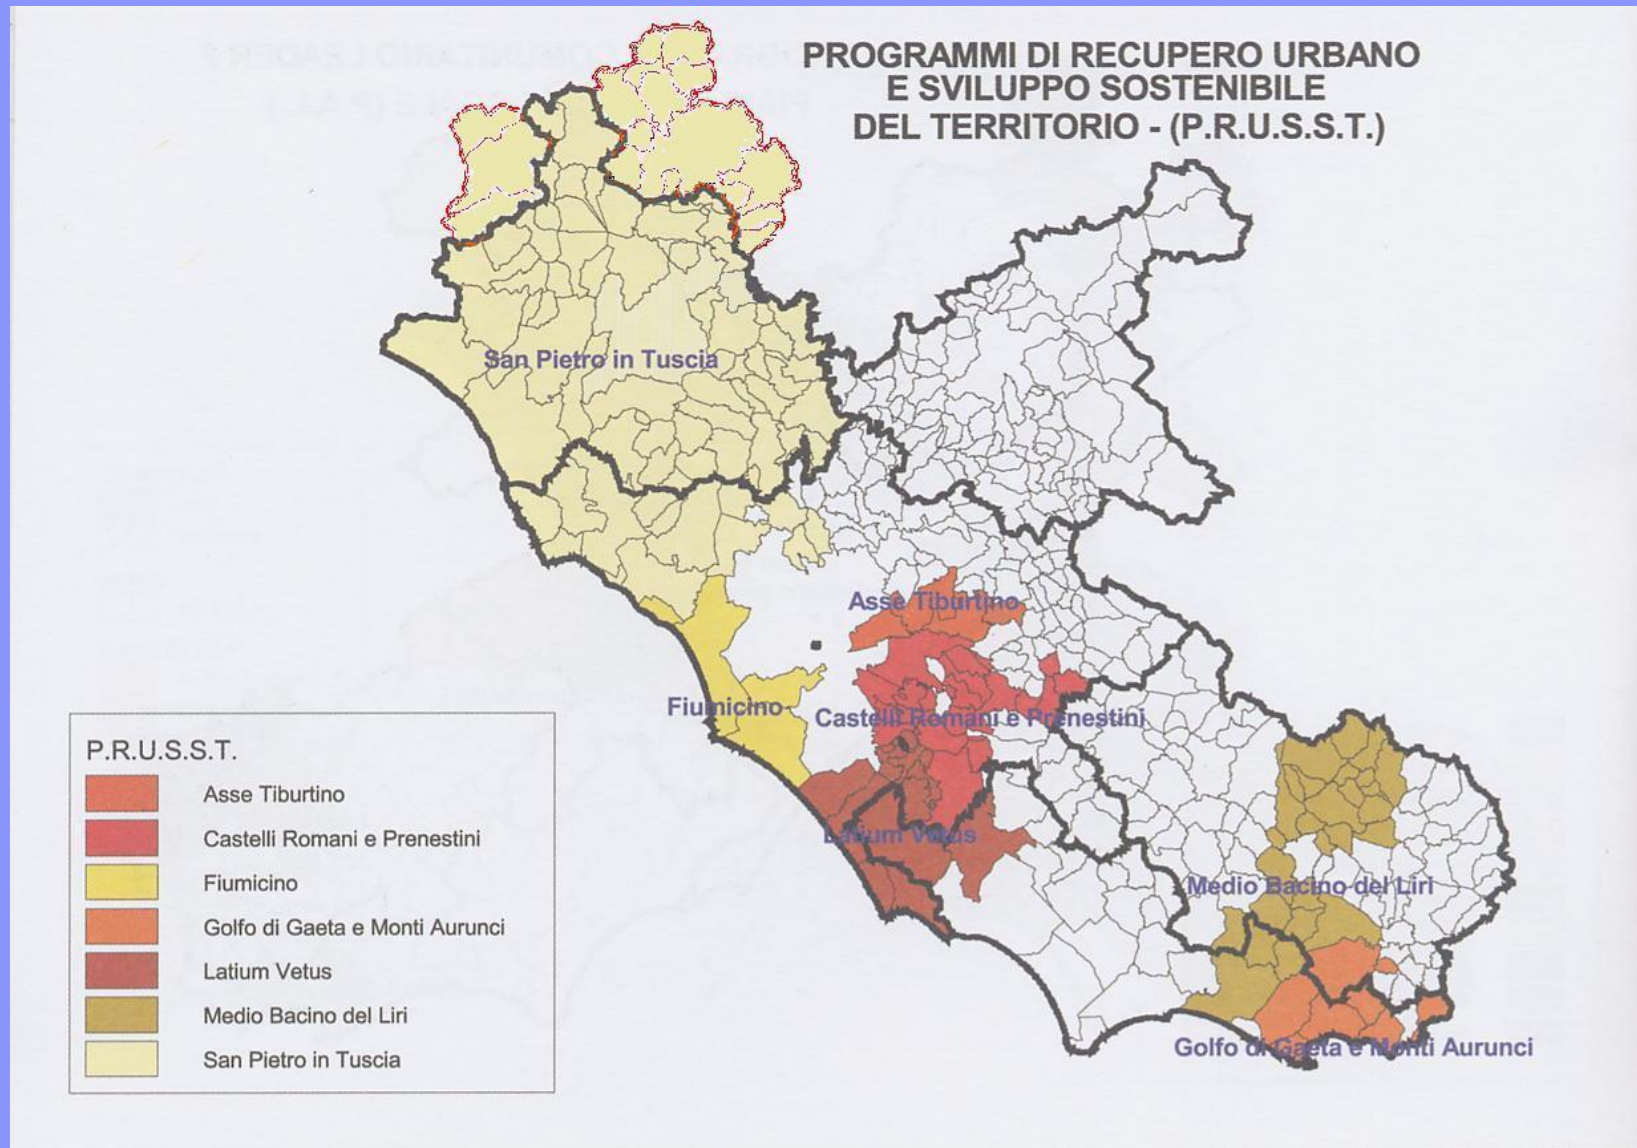 PROGRAMMI DI RECUPERO URBANO
E SVILUPPO SOSTENIBILE
DEL TERRITORIO - (P.R.U.S.S.T.)
San Pietro in Tuscia
Asse Tiburtino
Fiumicino
Castelli Romani e Prenestini
Latium Vetus
Medio Bacino del Liri
Golfo di Gaeta e Monti Aurunci
P.R.U.S.S.T.
Asse Tiburtino
Castelli Romani e Prenestini
Fiumicino
Golfo di Gaeta e Monti Aurunci
Latium Vetus
Medio Bacino del Liri
San Pietro in Tuscia